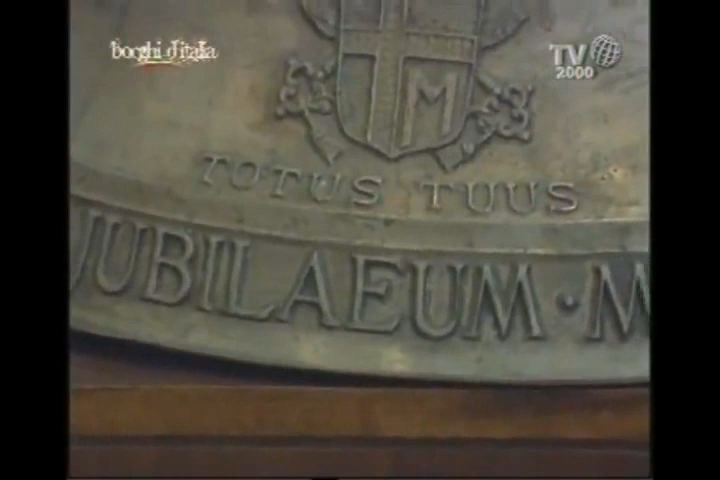 borghi d'italia
TV
2000
M
TOTUS TUUS
JUBILAEUM · M